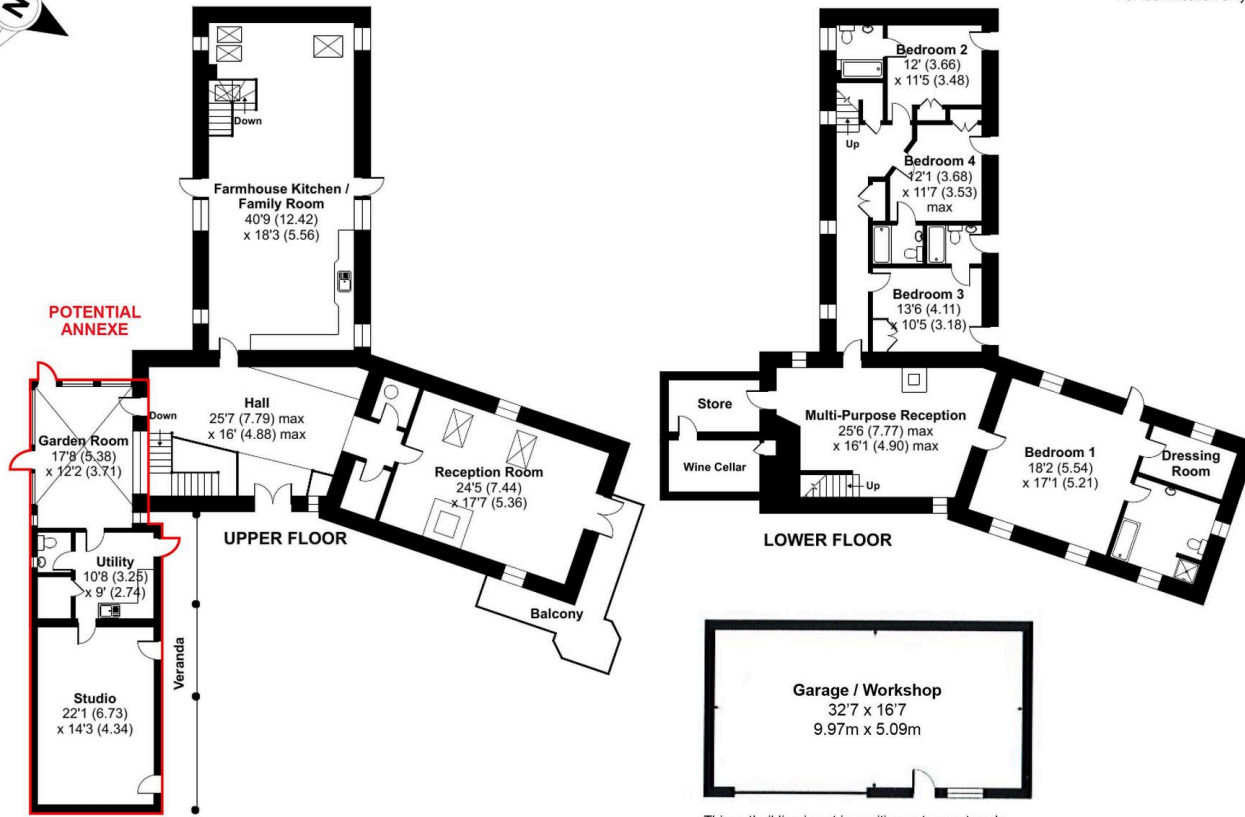 N
Down
Farmhouse Kitchen /
Family Room
40'9 (12.42)
x 18'3 (5.56)
POTENTIAL
ANNEXE
Hall
25'7 (7.79) max
x 16' (4.88) max
Down
Garden Room
17'8 (5.38)
x 12'2 (3.71)
Reception Room
24'5 (7.44)
x 17'7 (5.36)
UPPER FLOOR
Utility
10'8 (3.25)
x 9' (2.74)
Balcony
Veranda
Studio
22'1 (6.73)
x 14'3 (4.34)
Bedroom 2
12' (3.66)
x 11'5 (3.48)
Up
Bedroom 4
12'1 (3.68)
x 11'7 (3.53)
max
Bedroom 3
13'6 (4.11)
x 10'5 (3.18)
Store
Multi-Purpose Reception
25'6 (7.77) max
x 16'1 (4.90) max
Wine Cellar
Up
Bedroom 1
18'2 (5.54)
x 17'1 (5.21)
Dressing
Room
LOWER FLOOR
Garage / Workshop
32'7 x 16'7
9.97m x 5.09m